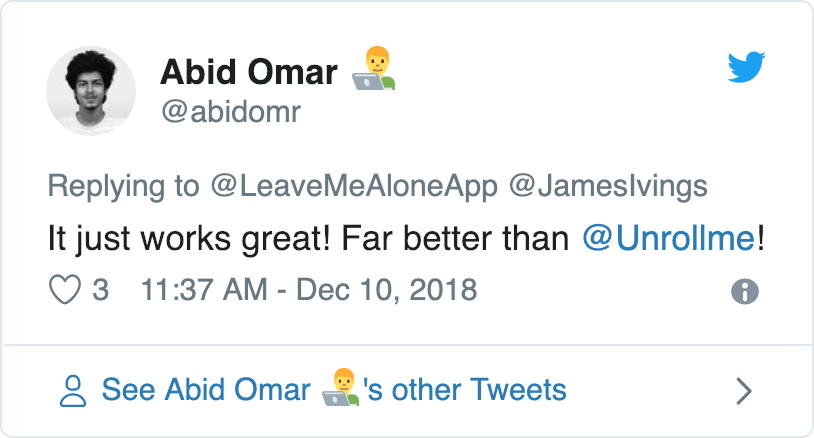 Abid Omar 👨‍💻
@abidomr
Replying to @LeaveMeAloneApp @JamesIvings
It just works great! Far better than @Unrollme!
3 11:37 AM - Dec 10, 2018
See Abid Omar 👨‍💻's other Tweets